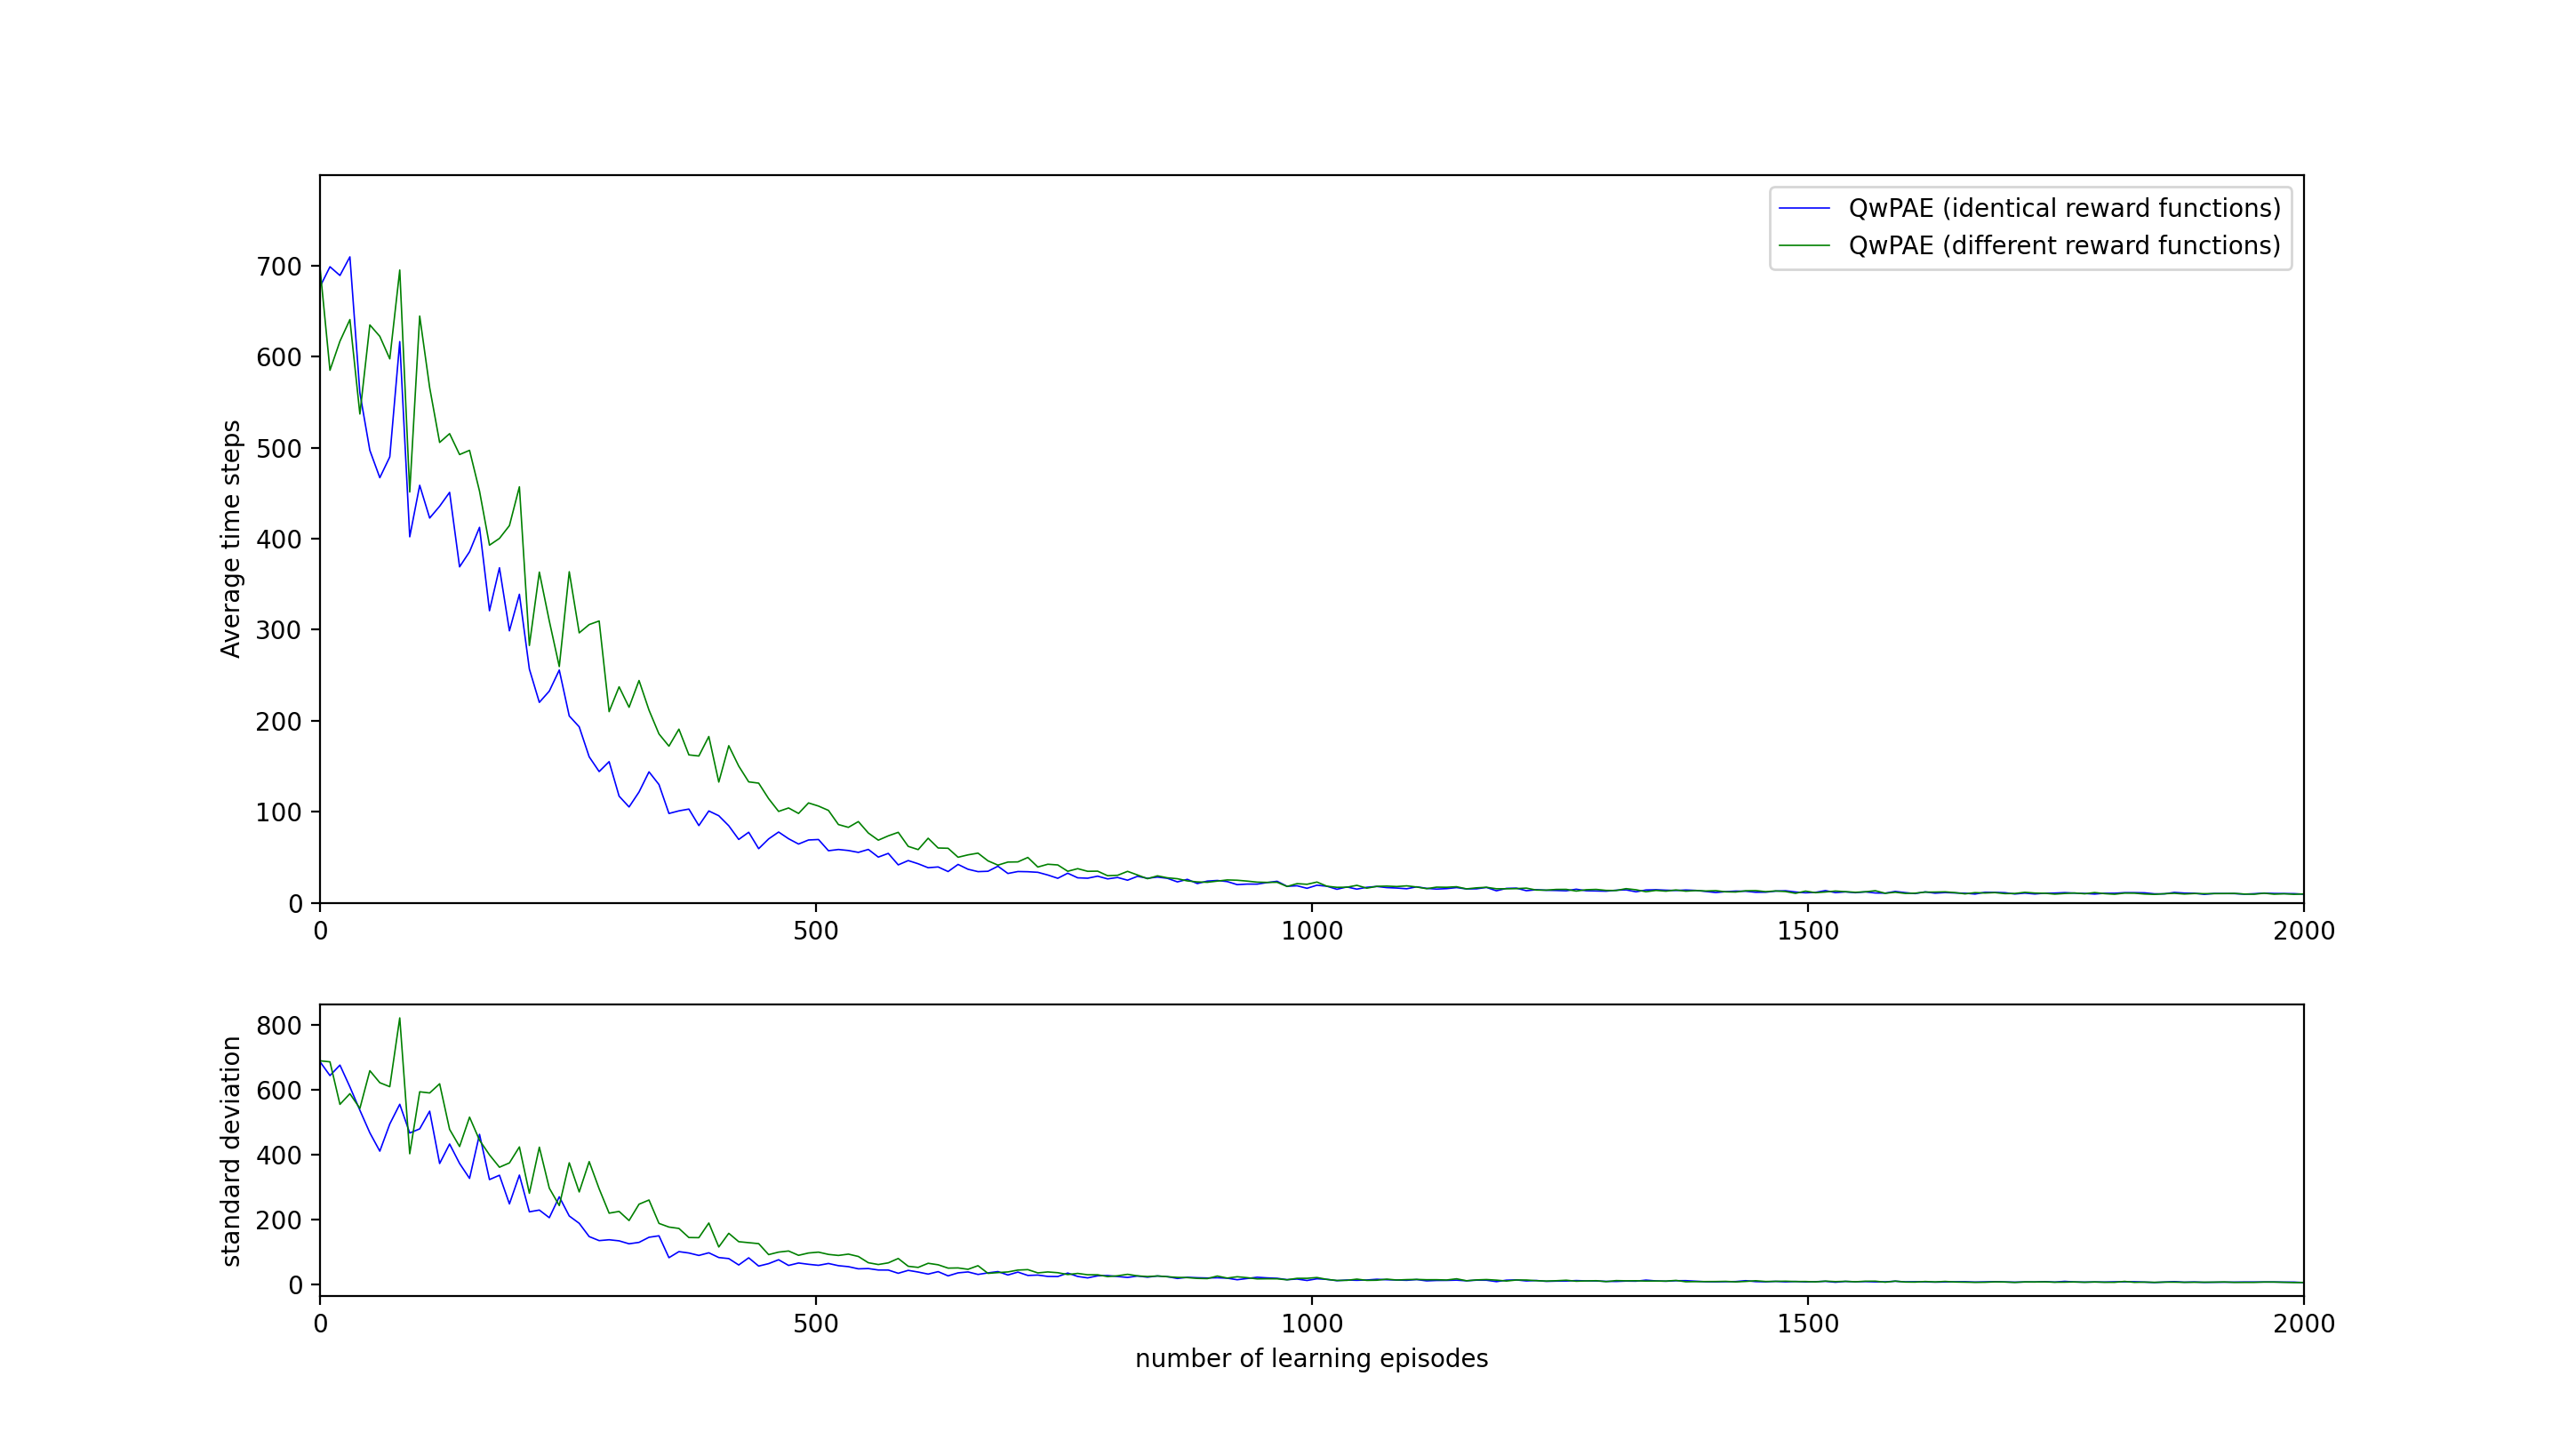 QwPAE (identical reward functions)
QwPAE (different reward functions)
Average time steps
700
600
500
400
300
200
100
0
0 500 1000 1500 2000
standard deviation
800
600
400
200
0
0 500 1000 1500 2000
number of learning episodes